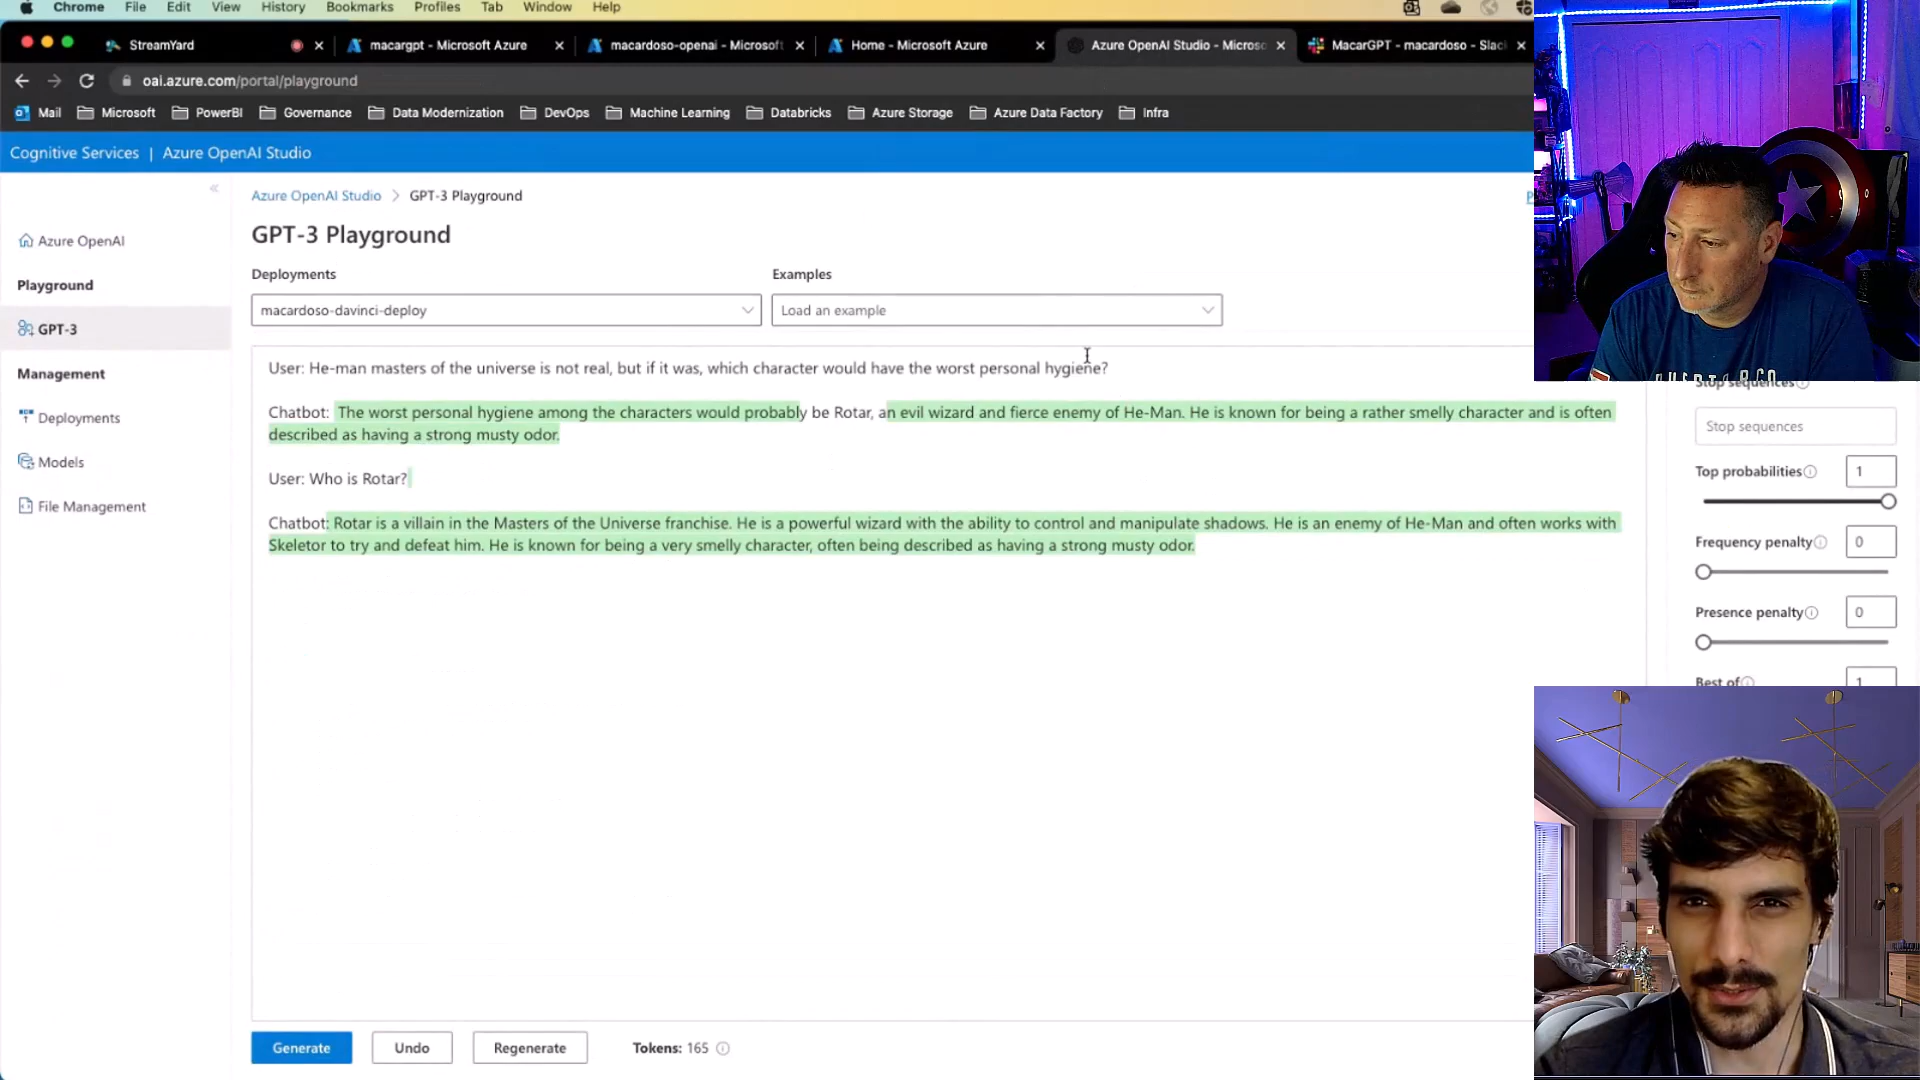 Chrome File Edit View History Bookmarks Profiles Tab Window Help
StreamYard
macargpt - Microsoft Azure
macardoso-openai - Microsoft
Home - Microsoft Azure
Azure OpenAI Studio - Microso
MacarGPT - macardoso - Slac
oai.azure.com/portal/playground
Mail Microsoft PowerBI Governance Data Modernization DevOps Machine Learning Databricks Azure Storage Azure Data Factory Infra
Cognitive Services | Azure OpenAI Studio
Azure OpenAI Studio > GPT-3 Playground
GPT-3 Playground
Azure OpenAI
Playground
GPT-3
Management
Deployments
Models
File Management
Deployments
macardoso-davinci-deploy
Examples
Load an example
User: He-man masters of the universe is not real, but if it was, which character would have the worst personal hygiene?
Chatbot: The worst personal hygiene among the characters would probably be Rotar, an evil wizard and fierce enemy of He-Man. He is known for being a rather smelly character and is often
described as having a strong musty odor.
User: Who is Rotar?
Chatbot: Rotar is a villain in the Masters of the Universe franchise. He is a powerful wizard with the ability to control and manipulate shadows. He is an enemy of He-Man and often works with
Skeletor to try and defeat him. He is known for being a very smelly character, often being described as having a strong musty odor.
Stop sequences
Stop sequences
Top probabilities 1
Frequency penalty 0
Presence penalty 0
Best of 1
Generate Undo Regenerate Tokens: 165